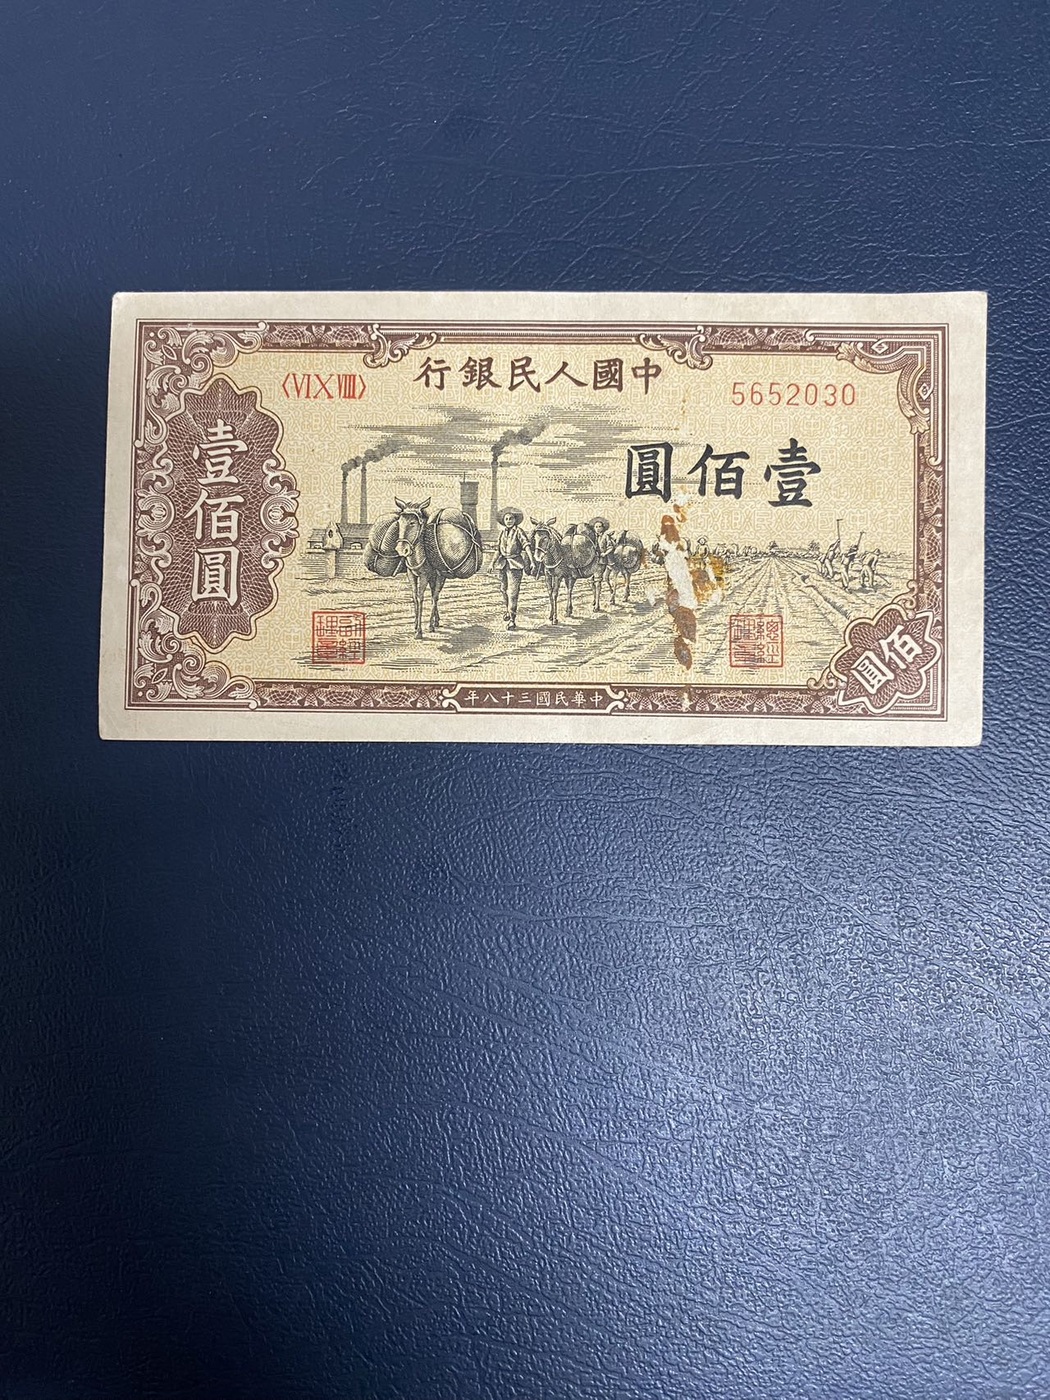 中國人民銀行
〈VIXVIII〉
5652030
壹佰圓
壹佰圓
佰圓
中華民國三十八年